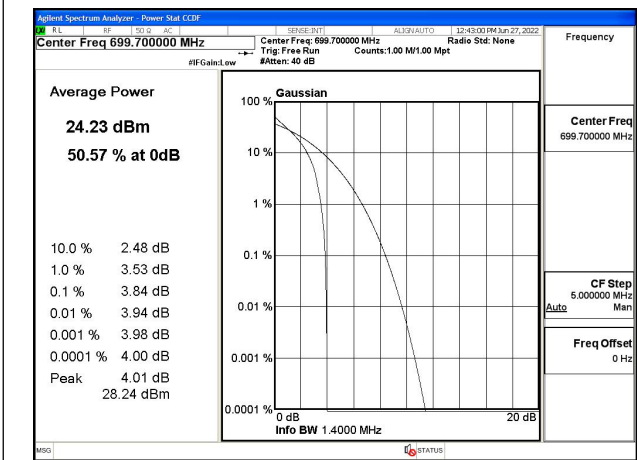 Agilent Spectrum Analyzer - Power Stat CCDF
RL RF 50 Ω AC SENSE:INT ALIGN AUTO 12:43:00 PM Jun 27, 2022
Center Freq 699.700000 MHz
Center Freq: 699.700000 MHz Radio Std: None
Trig: Free Run Counts:1.00 M/1.00 Mpt
#IFGain:Low #Atten: 40 dB
Frequency
Average Power
24.23 dBm
50.57 % at 0dB
10.0 % 2.48 dB
1.0 % 3.53 dB
0.1 % 3.84 dB
0.01 % 3.94 dB
0.001 % 3.98 dB
0.0001 % 4.00 dB
Peak 4.01 dB
28.24 dBm
Gaussian
100 %
10 %
1 %
0.1 %
0.01 %
0.001 %
0.0001 %
0 dB 20 dB
Info BW 1.4000 MHz
Center Freq
699.700000 MHz
CF Step
5.000000 MHz
Auto Man
Freq Offset
0 Hz
MSG STATUS